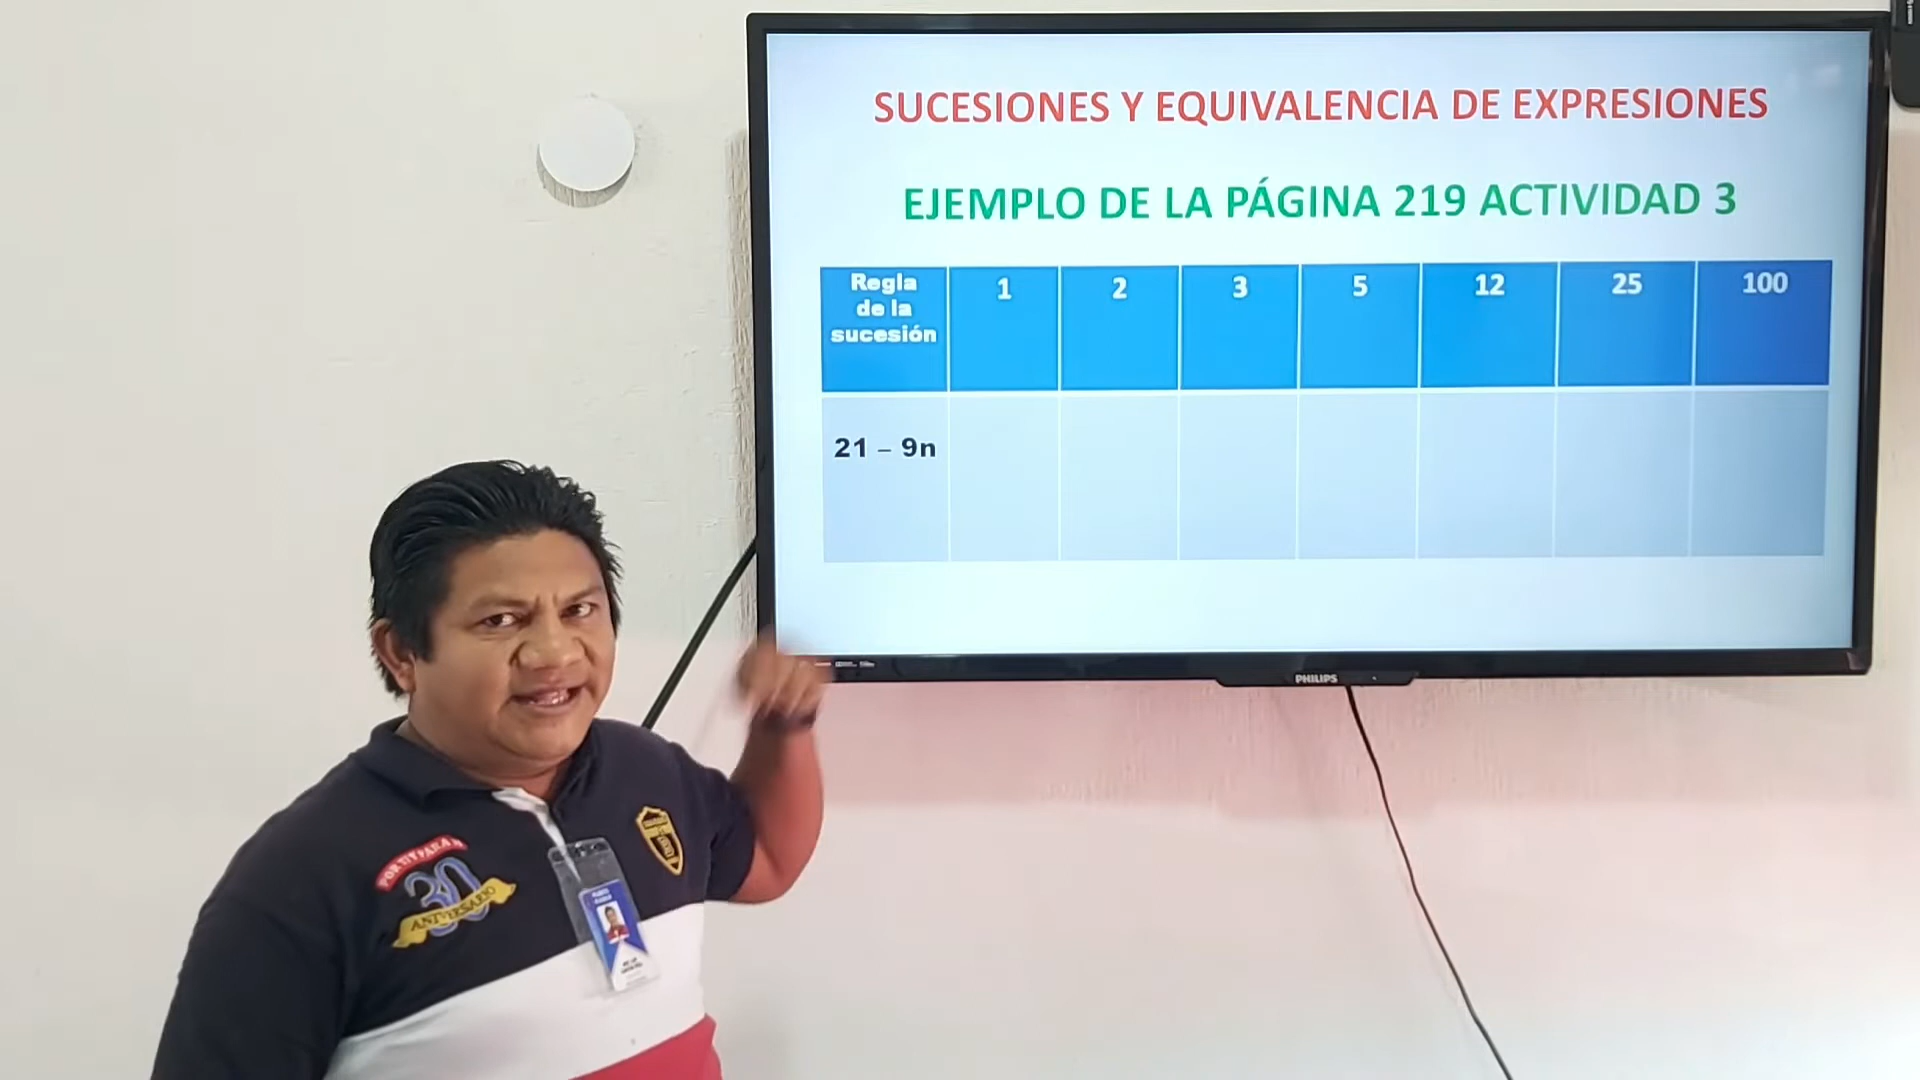 SUCESIONES Y EQUIVALENCIA DE EXPRESIONES
EJEMPLO DE LA PÁGINA 219 ACTIVIDAD 3
Regla de la sucesión 1 2 3 5 12 25 100
21 – 9n
PHILIPS
30
ANIVERSARIO